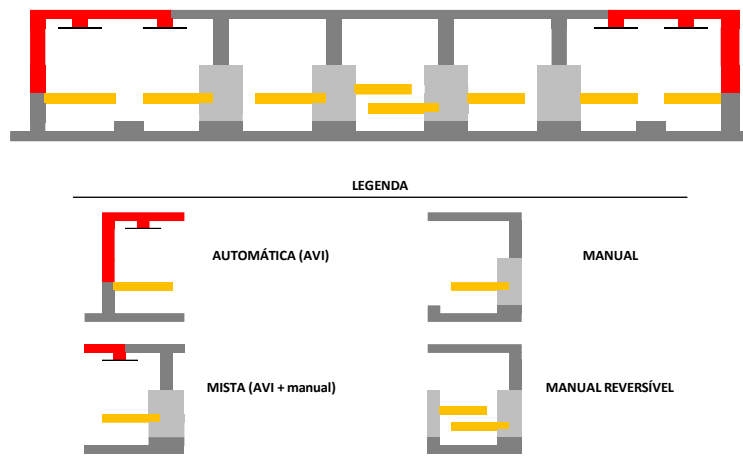 LEGENDA
AUTOMÁTICA (AVI)
MANUAL
MISTA (AVI + manual)
MANUAL REVERSÍVEL